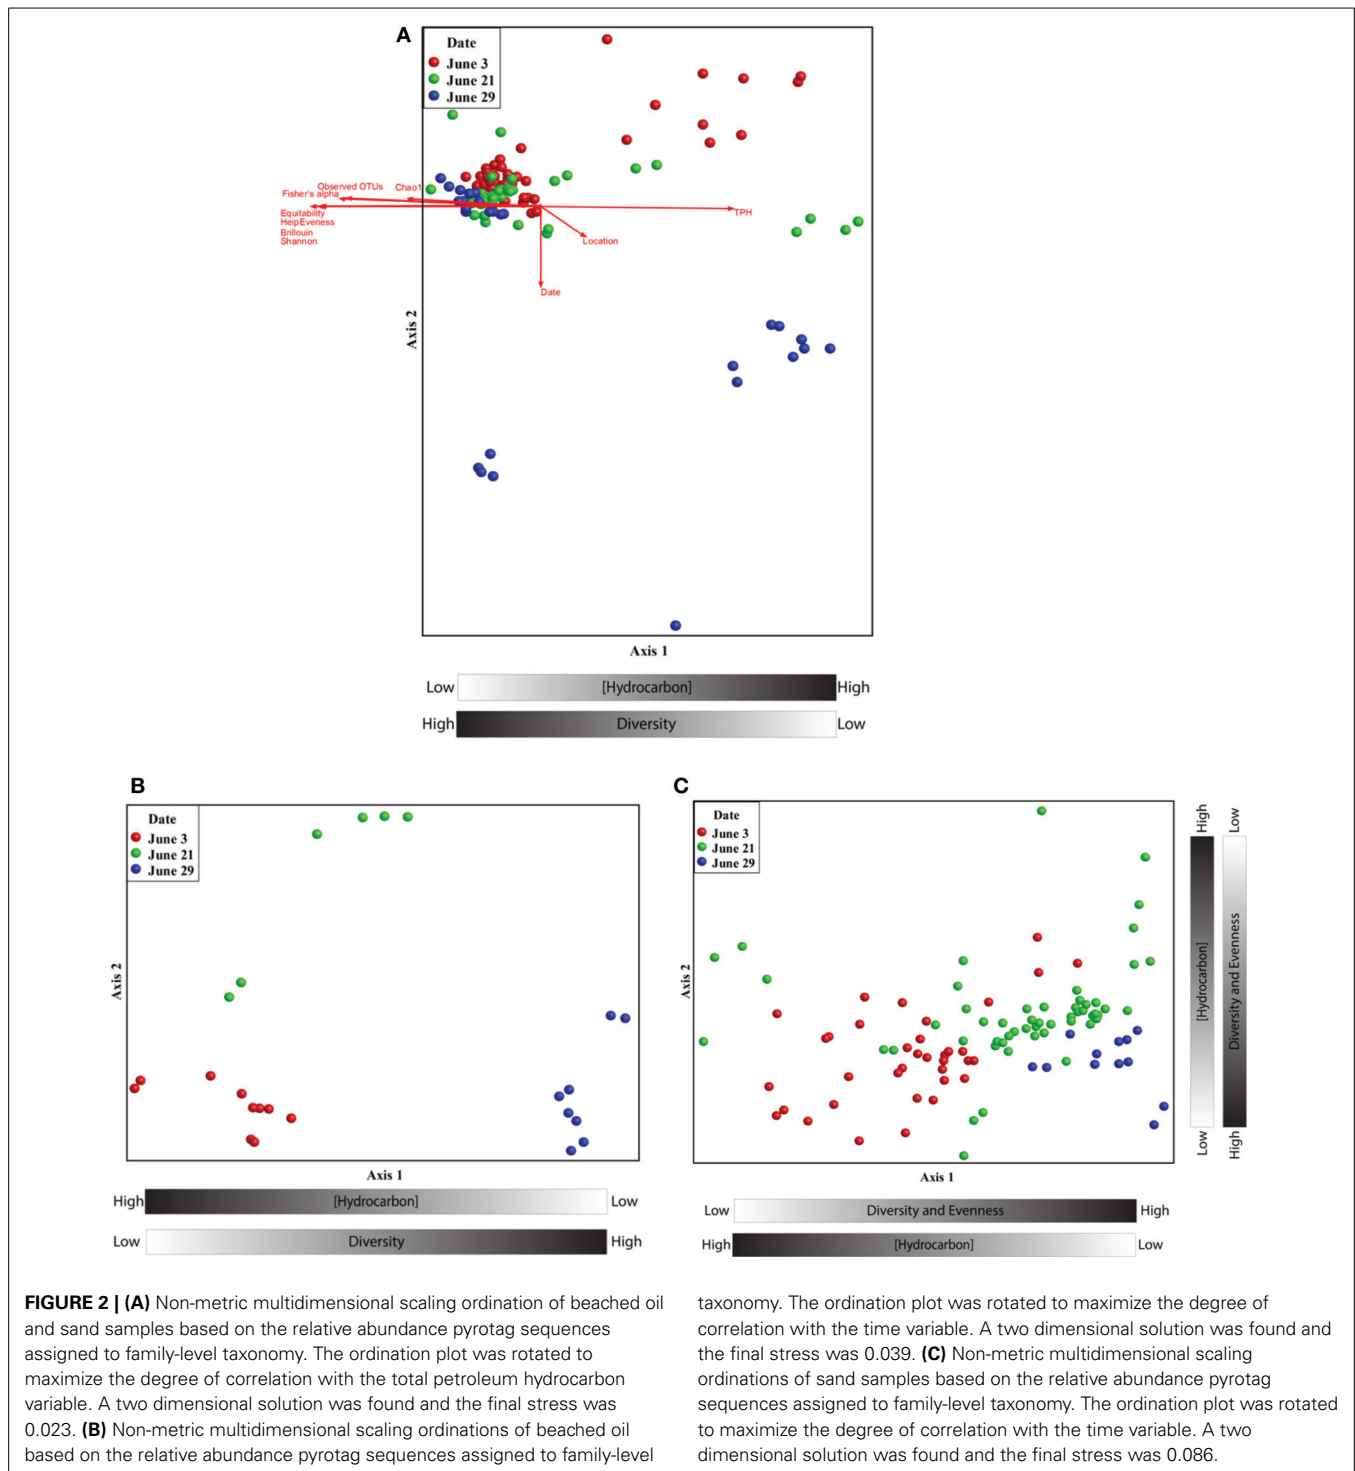 A
Date
June 3
June 21
June 29
Observed OTUs
Chao1
Fisher's alpha
Equitability
HeipEveness
Brillouin
Shannon
TPH
Location
Date
Axis 2
Axis 1
Low [Hydrocarbon] High
High Diversity Low
B
Date
June 3
June 21
June 29
Axis 2
Axis 1
High [Hydrocarbon] Low
Low Diversity High
C
Date
June 3
June 21
June 29
Axis 2
Axis 1
High [Hydrocarbon] Low
Low Diversity and Evenness High
Low Diversity and Evenness High
High [Hydrocarbon] Low
FIGURE 2 | (A) Non-metric multidimensional scaling ordination of beached oil
and sand samples based on the relative abundance pyrotag sequences
assigned to family-level taxonomy. The ordination plot was rotated to
maximize the degree of correlation with the total petroleum hydrocarbon
variable. A two dimensional solution was found and the final stress was
0.023. (B) Non-metric multidimensional scaling ordinations of beached oil
based on the relative abundance pyrotag sequences assigned to family-level
taxonomy. The ordination plot was rotated to maximize the degree of
correlation with the time variable. A two dimensional solution was found and
the final stress was 0.039. (C) Non-metric multidimensional scaling
ordinations of sand samples based on the relative abundance pyrotag
sequences assigned to family-level taxonomy. The ordination plot was rotated
to maximize the degree of correlation with the time variable. A two
dimensional solution was found and the final stress was 0.086.